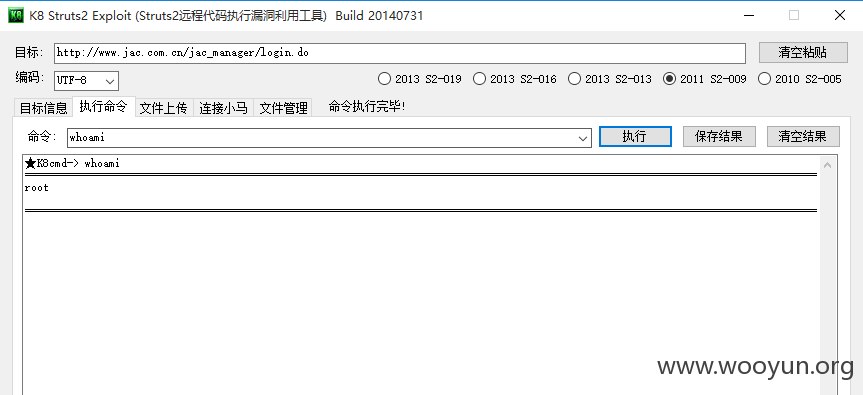 K8 K8 Struts2 Exploit (Struts2远程代码执行漏洞利用工具) Build 20140731
目标: http://www.jac.com.cn/jac_manager/login.do 清空粘贴
编码: UTF-8 2013 S2-019 2013 S2-016 2013 S2-013 2011 S2-009 2010 S2-005
目标信息 执行命令 文件上传 连接小马 文件管理 命令执行完毕!
命令: whoami 执行 保存结果 清空结果
★K8cmd-> whoami
root
www.wooyun.org